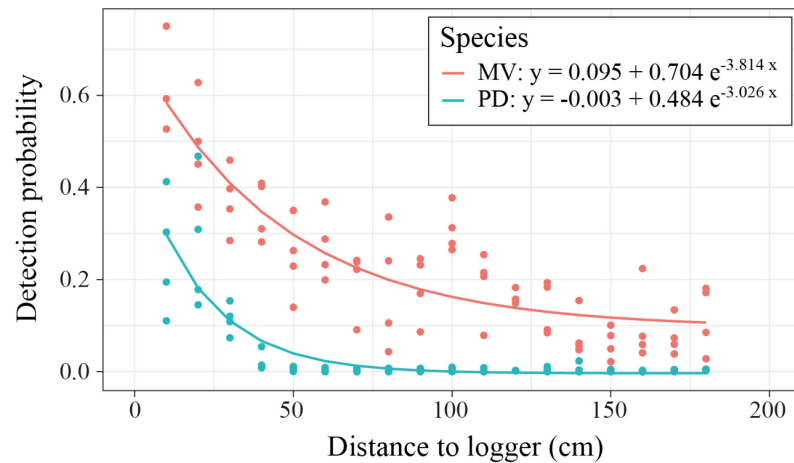 Species
MV: y = 0.095 + 0.704 e^-3.814 x
PD: y = -0.003 + 0.484 e^-3.026 x
Detection probability
0.6
0.4
0.2
0.0
0 50 100 150 200
Distance to logger (cm)